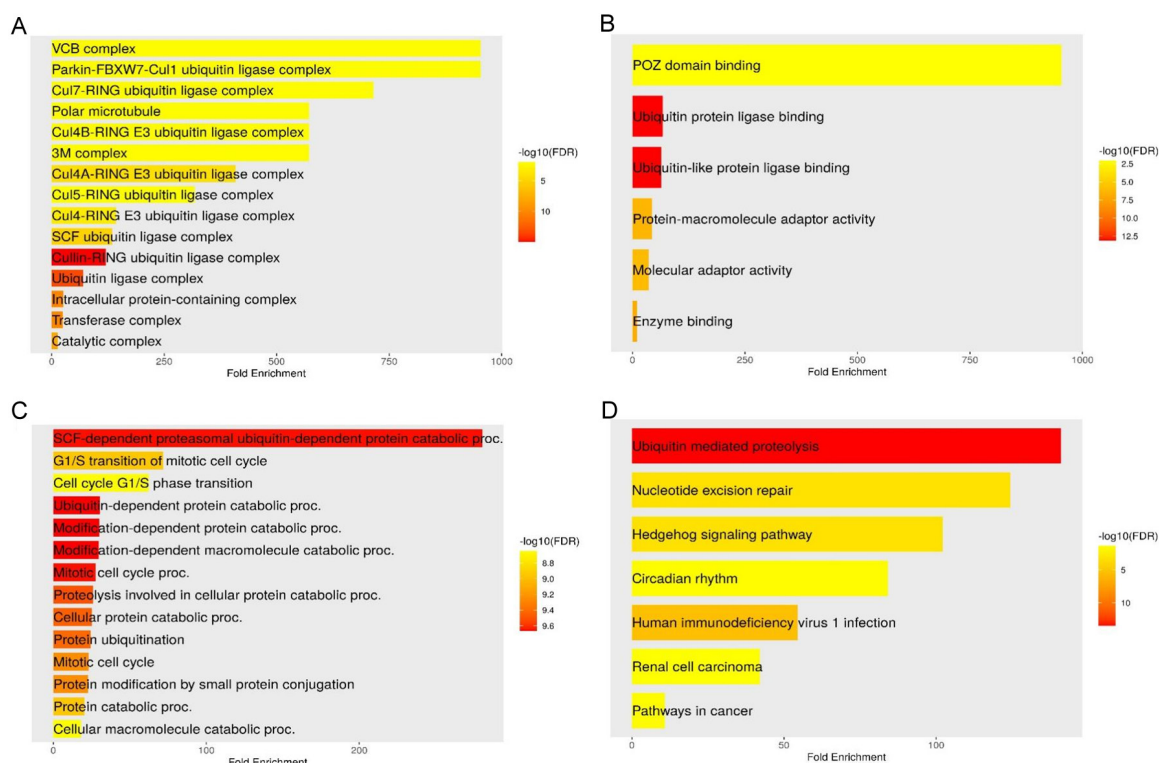 A
VCB complex
Parkin-FBXW7-Cul1 ubiquitin ligase complex
Cul7-RING ubiquitin ligase complex
Polar microtubule
Cul4B-RING E3 ubiquitin ligase complex
3M complex
Cul4A-RING E3 ubiquitin ligase complex
Cul5-RING ubiquitin ligase complex
Cul4-RING E3 ubiquitin ligase complex
SCF ubiquitin ligase complex
Cullin-RING ubiquitin ligase complex
Ubiquitin ligase complex
Intracellular protein-containing complex
Transferase complex
Catalytic complex
0 250 500 750 1000
Fold Enrichment
-log10(FDR)
5
10
B
POZ domain binding
Ubiquitin protein ligase binding
Ubiquitin-like protein ligase binding
Protein-macromolecule adaptor activity
Molecular adaptor activity
Enzyme binding
0 250 500 750 1000
Fold Enrichment
-log10(FDR)
2.5
5.0
7.5
10.0
12.5
C
SCF-dependent proteasomal ubiquitin-dependent protein catabolic proc.
G1/S transition of mitotic cell cycle
Cell cycle G1/S phase transition
Ubiquitin-dependent protein catabolic proc.
Modification-dependent protein catabolic proc.
Modification-dependent macromolecule catabolic proc.
Mitotic cell cycle proc.
Proteolysis involved in cellular protein catabolic proc.
Cellular protein catabolic proc.
Protein ubiquitination
Mitotic cell cycle
Protein modification by small protein conjugation
Protein catabolic proc.
Cellular macromolecule catabolic proc.
0 100 200
Fold Enrichment
-log10(FDR)
8.8
9.0
9.2
9.4
9.6
D
Ubiquitin mediated proteolysis
Nucleotide excision repair
Hedgehog signaling pathway
Circadian rhythm
Human immunodeficiency virus 1 infection
Renal cell carcinoma
Pathways in cancer
0 50 100
Fold Enrichment
-log10(FDR)
5
10